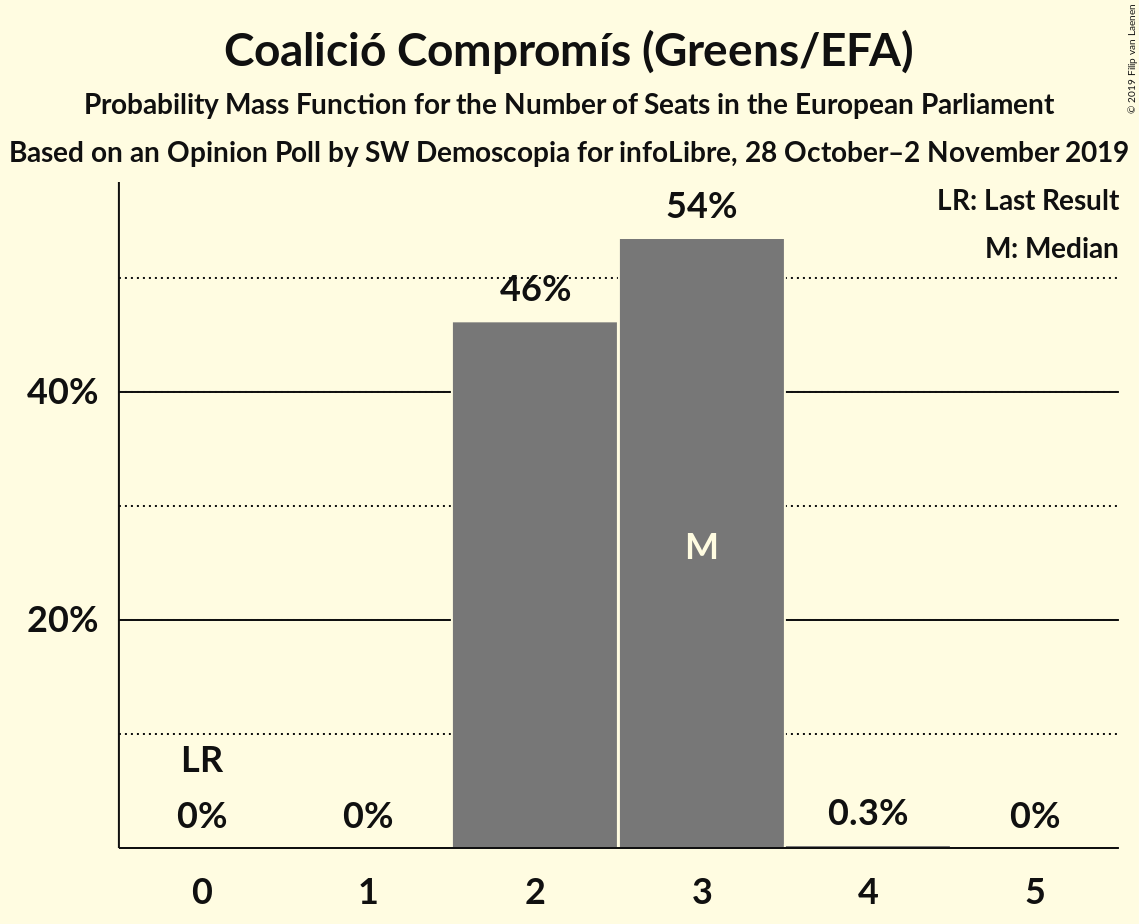 Coalició Compromís (Greens/EFA)
Probability Mass Function for the Number of Seats in the European Parliament
Based on an Opinion Poll by SW Demoscopia for infoLibre, 28 October–2 November 2019
© 2019 Filip van Laenen
LR: Last Result
M: Median
54%
46%
40%
M
20%
LR
0%
0%
0.3%
0%
0
1
2
3
4
5